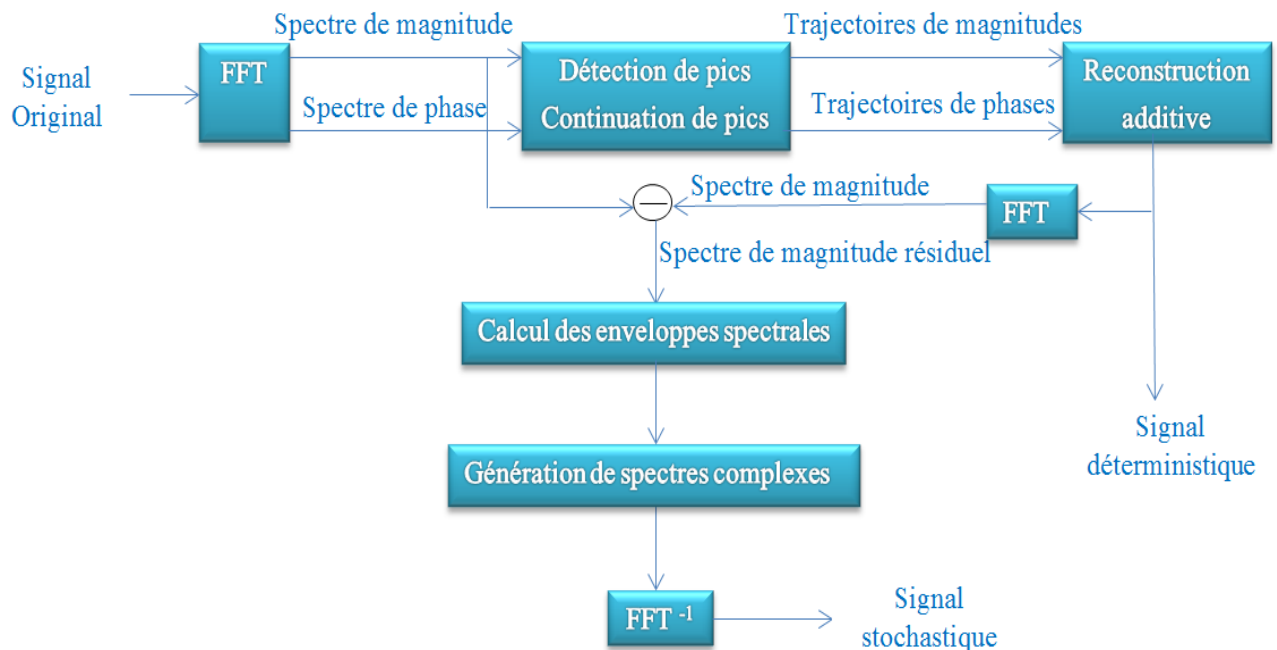 Spectre de magnitude
Trajectoires de magnitudes
Signal
Original
FFT
Détection de pics
Continuation de pics
Reconstruction
additive
Spectre de phase
Trajectoires de phases
Spectre de magnitude
FFT
—
Spectre de magnitude résiduel
Calcul des enveloppes spectrales
Signal
déterministique
Génération de spectres complexes
FFT -1
Signal
stochastique